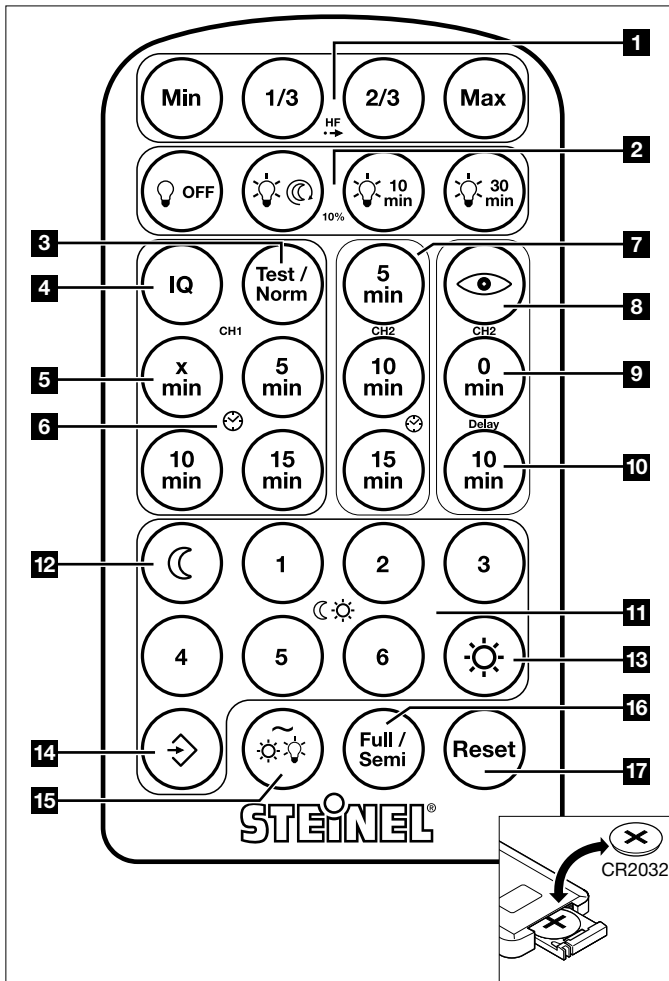 1
Min 1/3 2/3 Max
HF
2
OFF 10 min 30 min
10%
3 7
4 IQ Test / Norm 5 min 8
CH1 CH2 CH2
5 x min 5 min 10 min 0 min 9
6 Delay
10 min 15 min 15 min 10 min 10
12 1 2 3
11
4 5 6 13
16
14 Full / Semi Reset 17
15
STEINEL®
CR2032